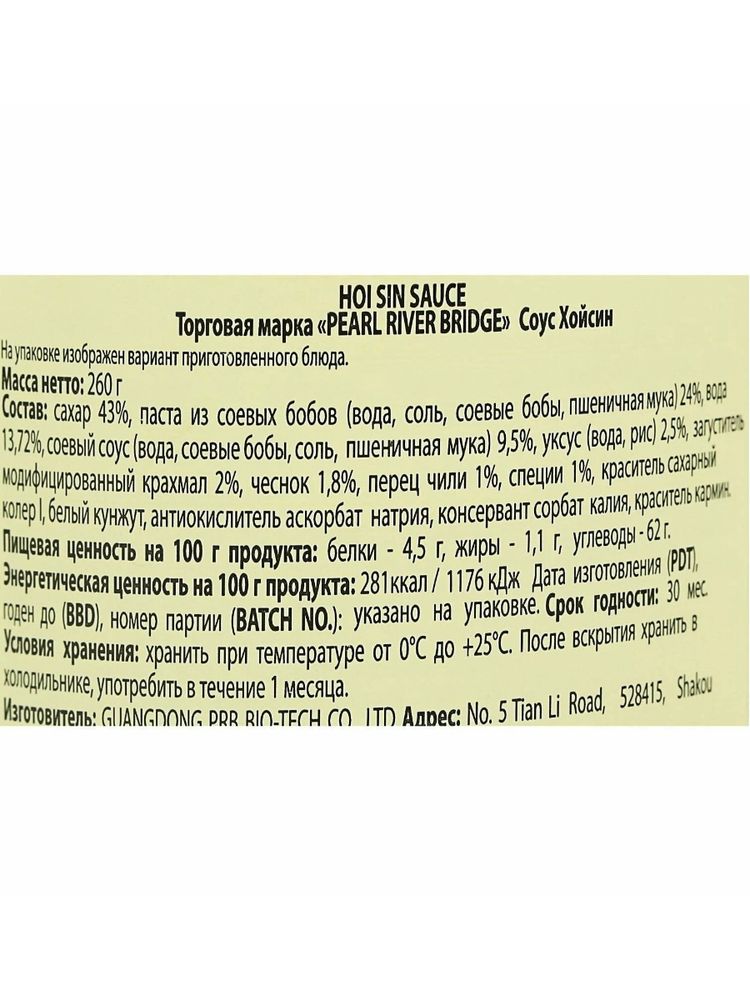 HOI SIN SAUCE
Торговая марка «PEARL RIVER BRIDGE» Соус Хойсин
На упаковке изображен вариант приготовленного блюда.
Масса нетто: 260 г
Состав: сахар 43%, паста из соевых бобов (вода, соль, соевые бобы, пшеничная мука) 24%, вода
13,72%, соевый соус (вода, соевые бобы, соль, пшеничная мука) 9,5%, уксус (вода, рис) 2,5%, загуститель
модифицированный крахмал 2%, чеснок 1,8%, перец чили 1%, специи 1%, краситель сахарный
колер I, белый кунжут, антиокислитель аскорбат натрия, консервант сорбат калия, краситель кармин.
Пищевая ценность на 100 г продукта: белки - 4,5 г, жиры - 1,1 г, углеводы - 62 г.
Энергетическая ценность на 100 г продукта: 281ккал / 1176 кДж Дата изготовления (PDT),
годен до (BBD), номер партии (BATCH NO.): указано на упаковке. Срок годности: 30 мес.
Условия хранения: хранить при температуре от 0°C до +25°C. После вскрытия хранить в
холодильнике, употребить в течение 1 месяца.
Изготовитель: GUANGDONG PRB BIO-TECH CO., LTD Адрес: No. 5 Tian Li Road, 528415, Shakou